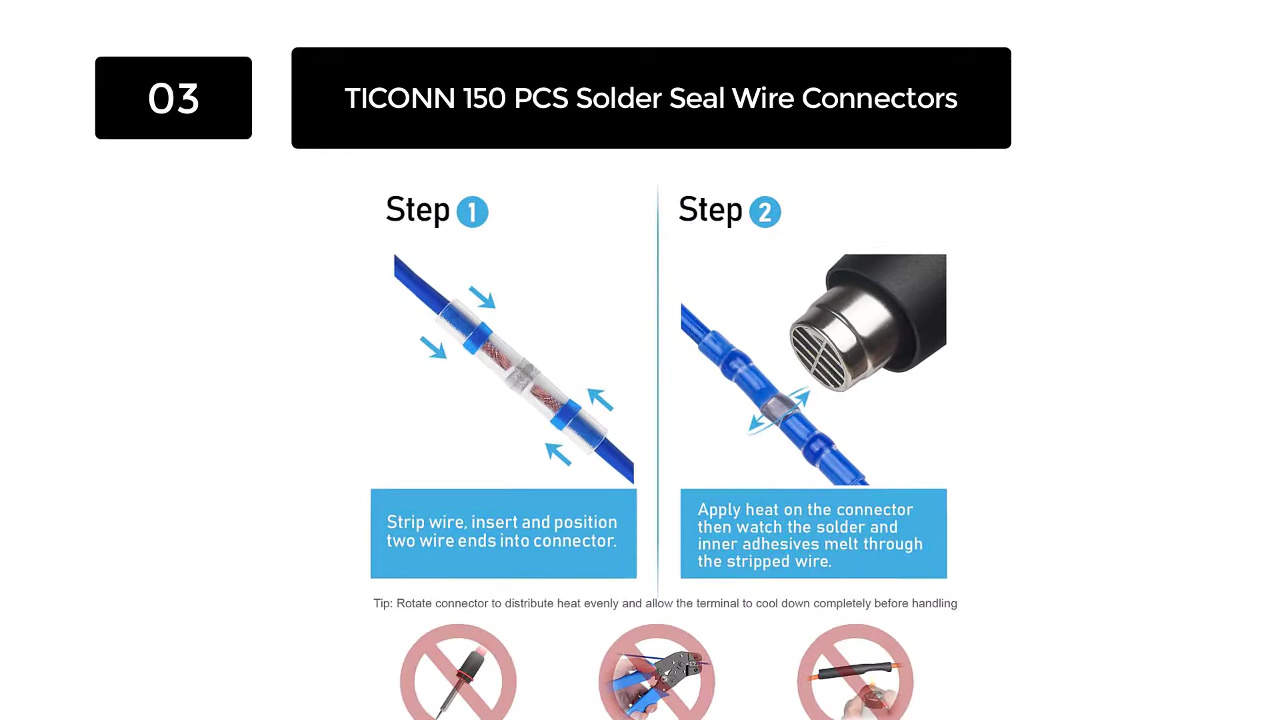 03
TICONN 150 PCS Solder Seal Wire Connectors
Step 1
Step 2
Strip wire, insert and position
two wire ends into connector.
Apply heat on the connector
then watch the solder and
inner adhesives melt through
the stripped wire.
Tip: Rotate connector to distribute heat evenly and allow the terminal to cool down completely before handling